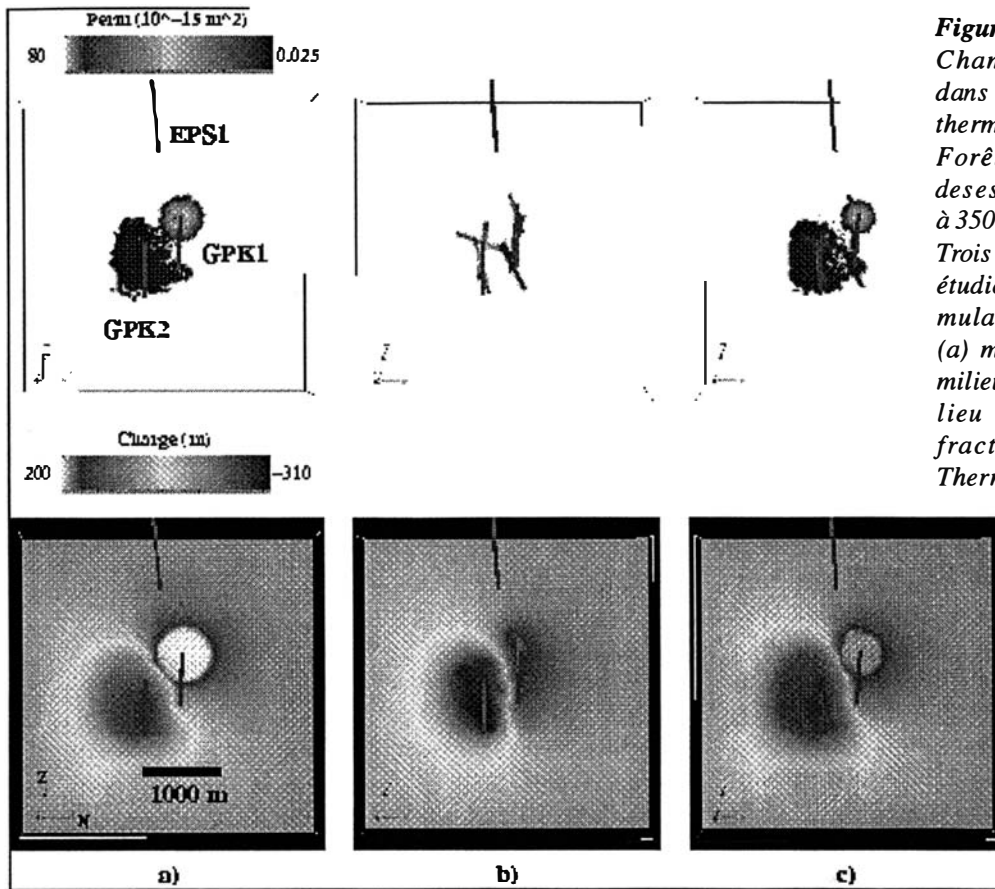 Perm (10^-15 m^2)
80
0.025
EPS1
GPK1
GPK2
Z
Charge (m)
200
-310
Z
N
1000 m
a)
b)
c)
Figur
Chan
dans
therm
Forê
deses
à 350
Trois
étudi
mula
(a) m
milie
lieu
fract
Therm